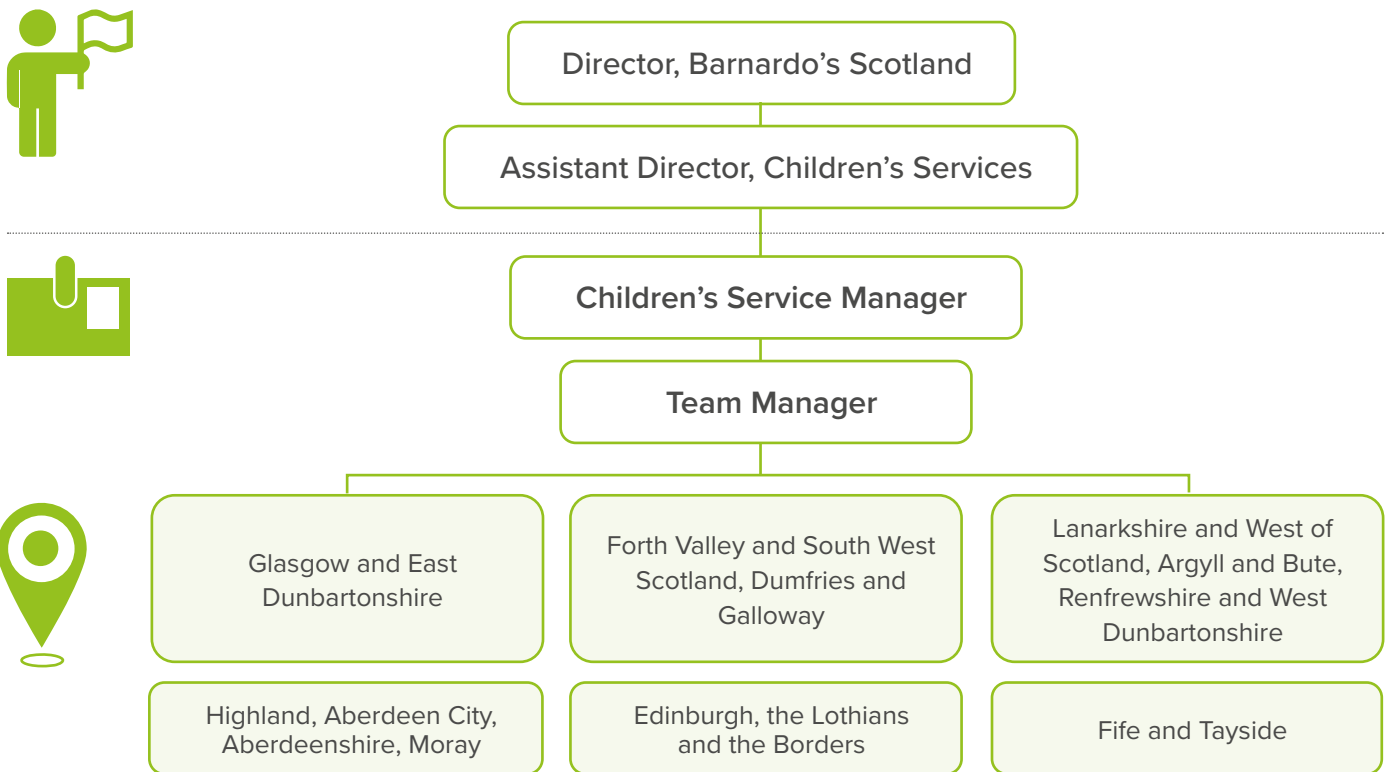 Director, Barnardo’s Scotland
Assistant Director, Children’s Services
Children’s Service Manager
Team Manager
Glasgow and East
Dunbartonshire
Forth Valley and South West
Scotland, Dumfries and
Galloway
Lanarkshire and West of
Scotland, Argyll and Bute,
Renfrewshire and West
Dunbartonshire
Highland, Aberdeen City,
Aberdeenshire, Moray
Edinburgh, the Lothians
and the Borders
Fife and Tayside